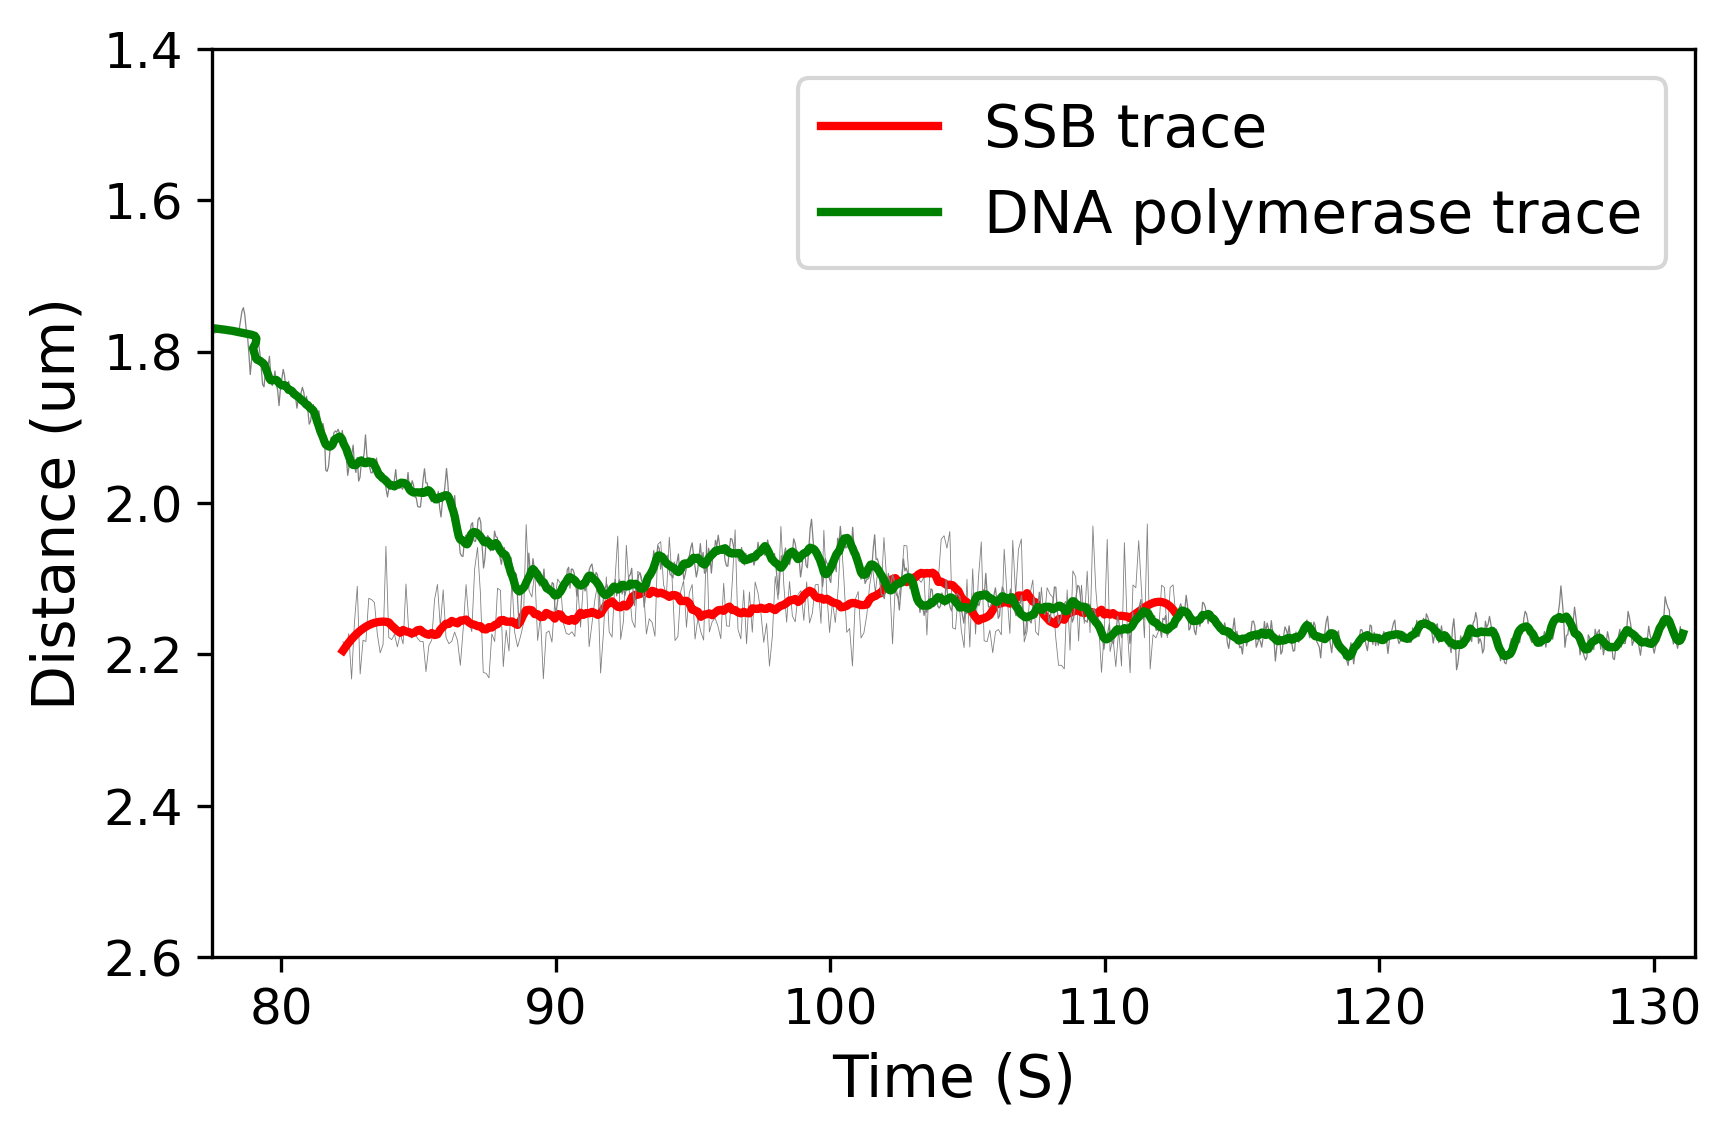 1.4
1.6
1.8
2.0
2.2
2.4
2.6
Distance (um)
SSB trace
DNA polymerase trace
80 90 100 110 120 130
Time (S)